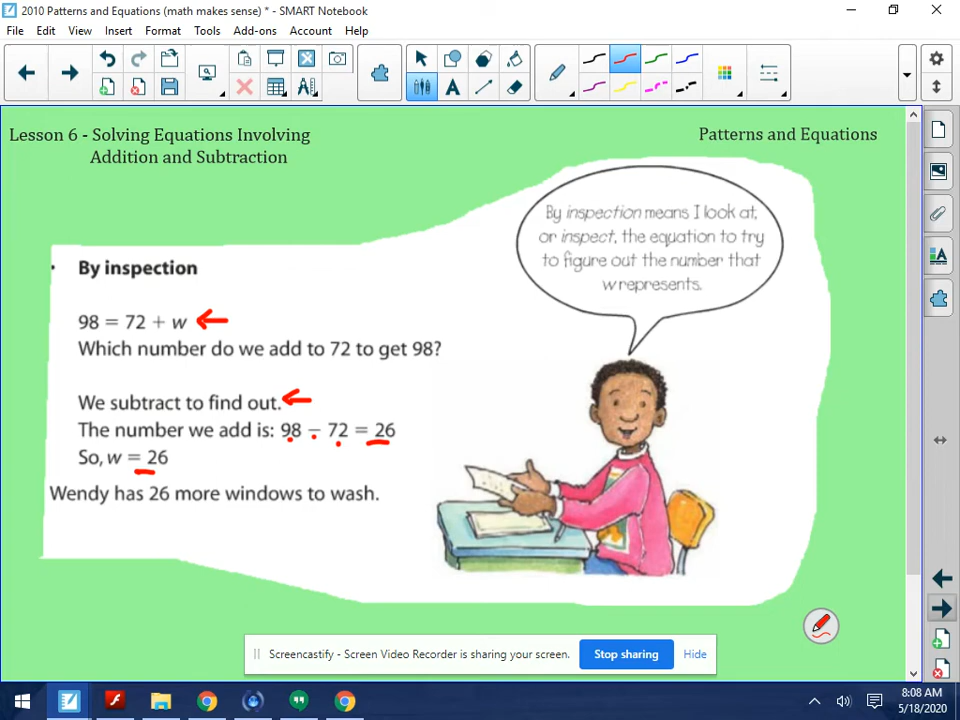 2010 Patterns and Equations (math makes sense) * - SMART Notebook
File Edit View Insert Format Tools Add-ons Account Help
Lesson 6 - Solving Equations Involving
Addition and Subtraction
Patterns and Equations
By inspection means I look at,
or inspect, the equation to try
to figure out the number that
w represents.
• By inspection
98 = 72 + w
Which number do we add to 72 to get 98?
We subtract to find out.
The number we add is: 98 – 72 = 26
So, w = 26
Wendy has 26 more windows to wash.
Screencastify - Screen Video Recorder is sharing your screen. Stop sharing Hide
8:08 AM
5/18/2020